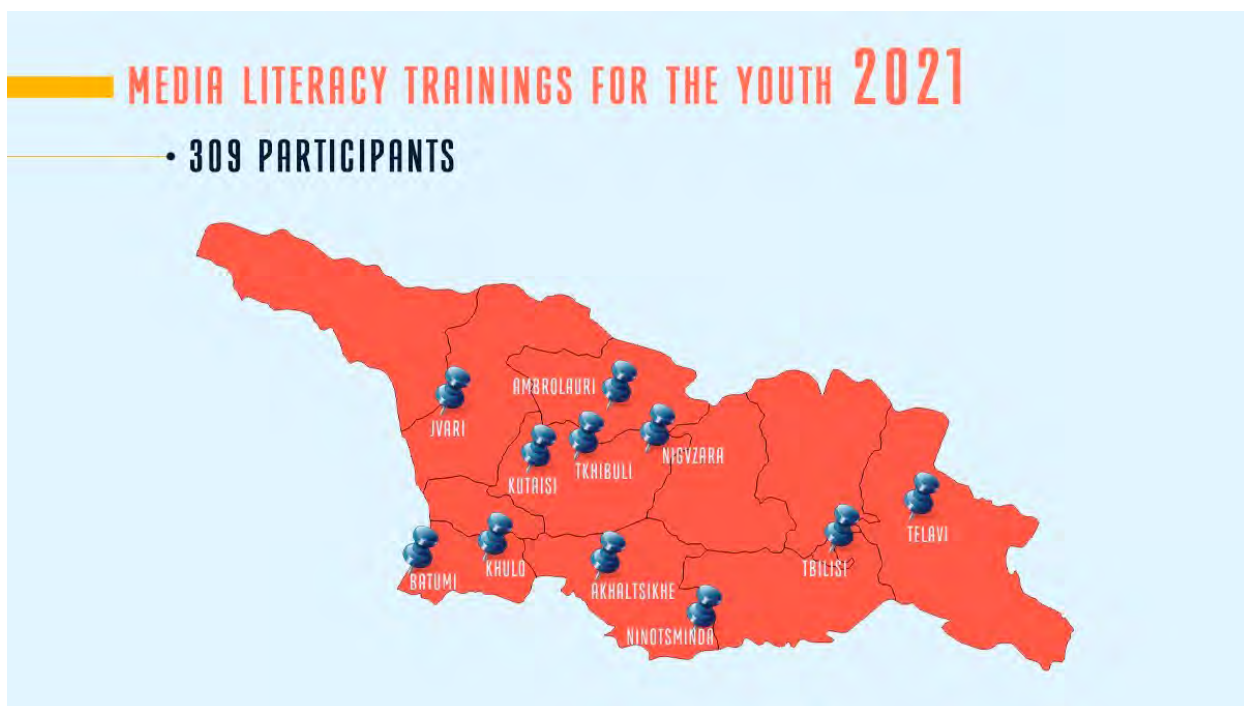 MEDIA LITERACY TRAININGS FOR THE YOUTH 2021
• 309 PARTICIPANTS
AMBROLAURI
JVARI
NIGVZARA
TKHIBULI
KUTAISI
TELAVI
TBILISI
KHULO
BATUMI
AKHALTSIKHE
NINOTSMINDA